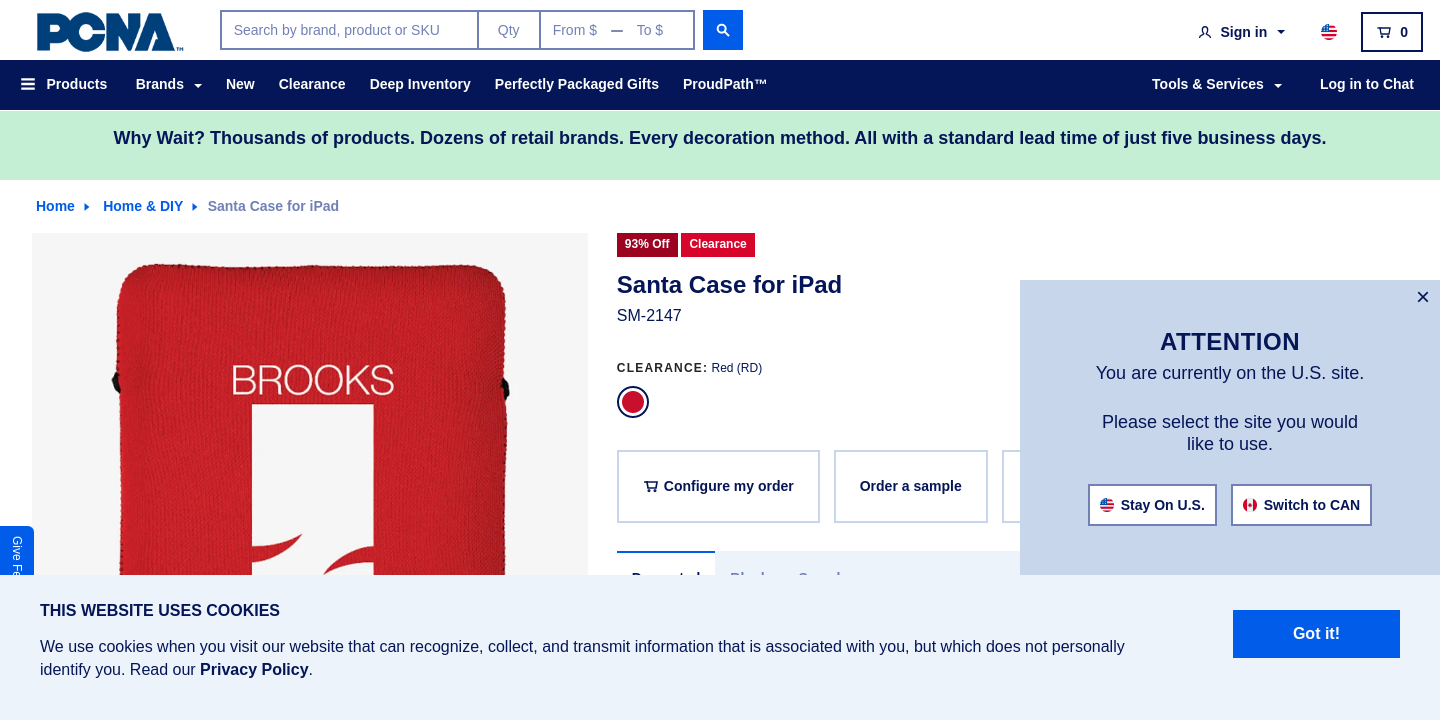 PCNA™
Search by brand, product or SKU
Qty
From $ — To $
Sign in
0
Products
Brands
New
Clearance
Deep Inventory
Perfectly Packaged Gifts
ProudPath™
Tools & Services
Log in to Chat
Why Wait? Thousands of products. Dozens of retail brands. Every decoration method. All with a standard lead time of just five business days.
Home
Home & DIY
Santa Case for iPad
BROOKS
93% Off
Clearance
Santa Case for iPad
SM-2147
CLEARANCE: Red (RD)
Configure my order
Order a sample
×
ATTENTION
You are currently on the U.S. site.
Please select the site you would
like to use.
Stay On U.S.
Switch to CAN
Give Fe
THIS WEBSITE USES COOKIES
We use cookies when you visit our website that can recognize, collect, and transmit information that is associated with you, but which does not personally
identify you. Read our Privacy Policy.
Got it!